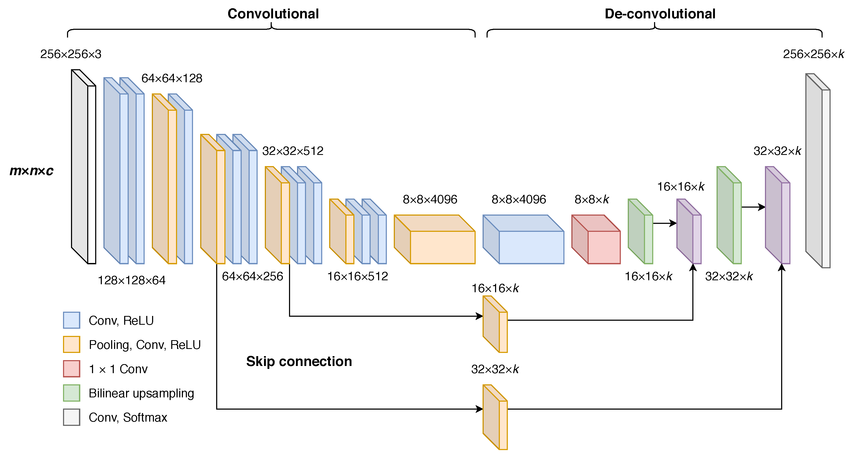 Convolutional
De-convolutional
256×256×3
256×256×k
64×64×128
32×32×512
32×32×k
m×n×c
16×16×k
8×8×4096
8×8×4096
8×8×k
128×128×64
64×64×256
16×16×512
16×16×k
32×32×k
16×16×k
Conv, ReLU
Pooling, Conv, ReLU
Skip connection
1 × 1 Conv
32×32×k
Bilinear upsampling
Conv, Softmax